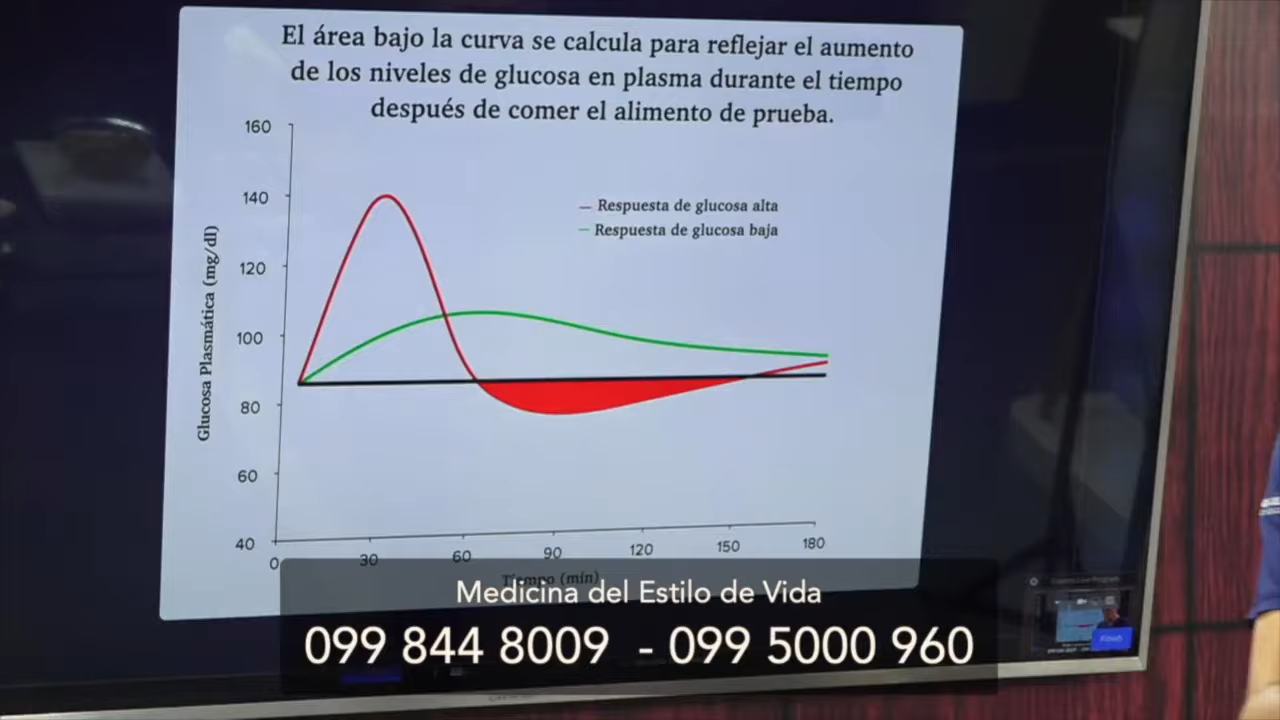 El área bajo la curva se calcula para reflejar el aumento
de los niveles de glucosa en plasma durante el tiempo
después de comer el alimento de prueba.
160
140
120
100
80
60
40
Glucosa Plasmática (mg/dl)
Respuesta de glucosa alta
Respuesta de glucosa baja
0
30
60
90
120
150
180
Tiempo (min)
Medicina del Estilo de Vida
099 844 8009 - 099 5000 960